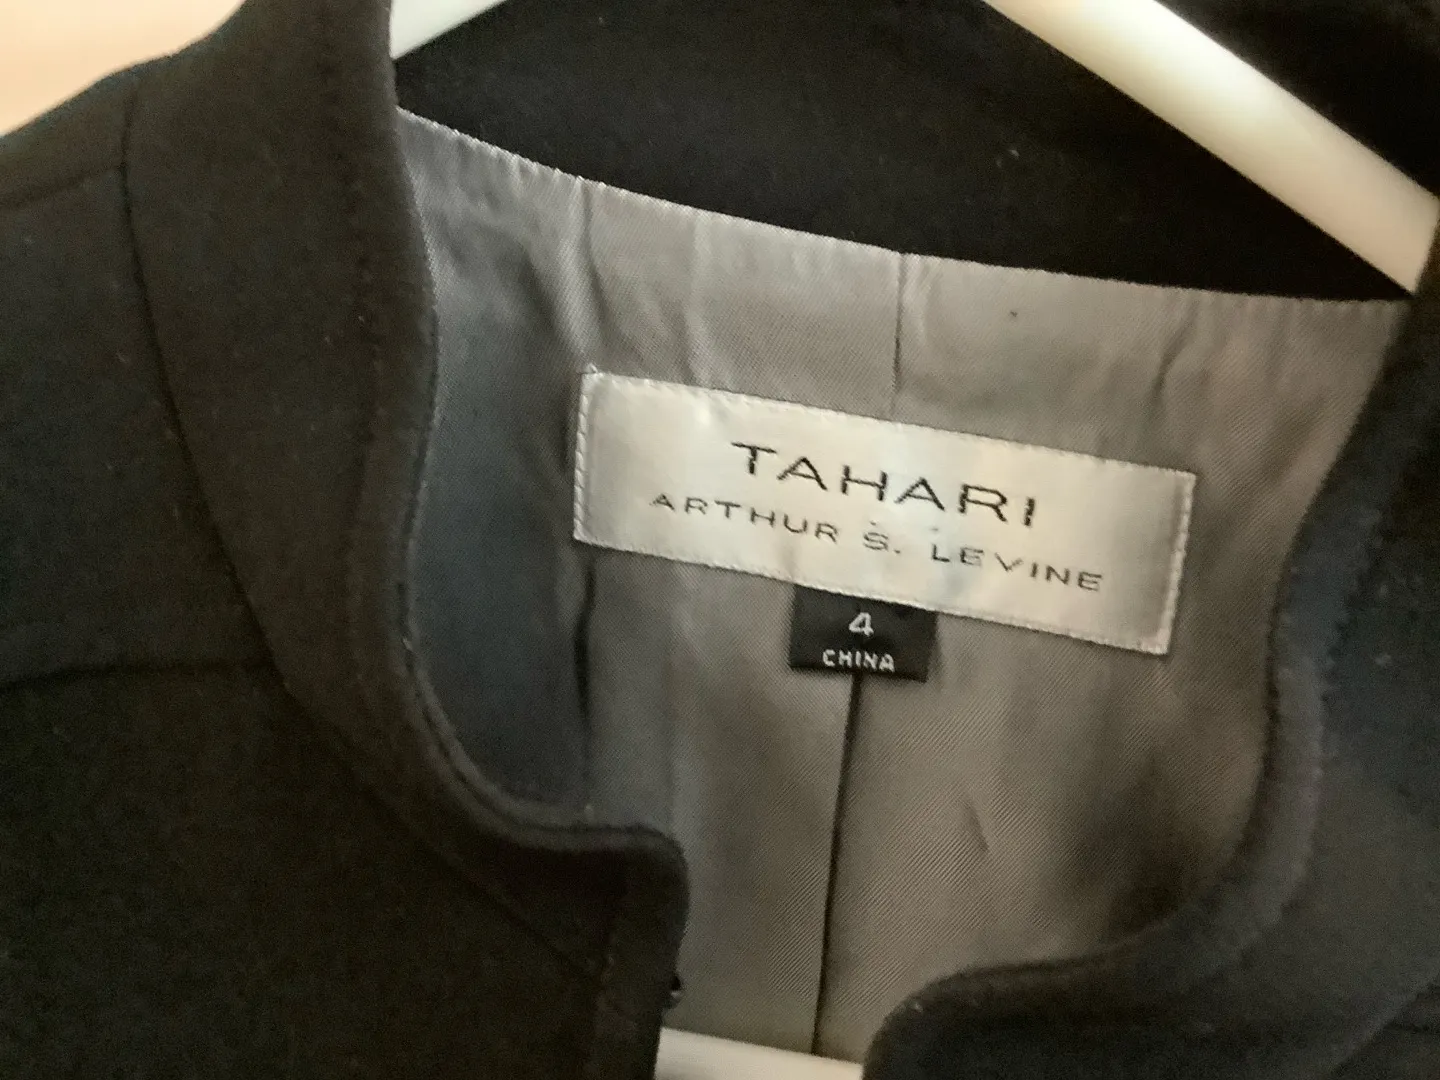 TAHARI
ARTHUR S. LEVINE
4
CHINA